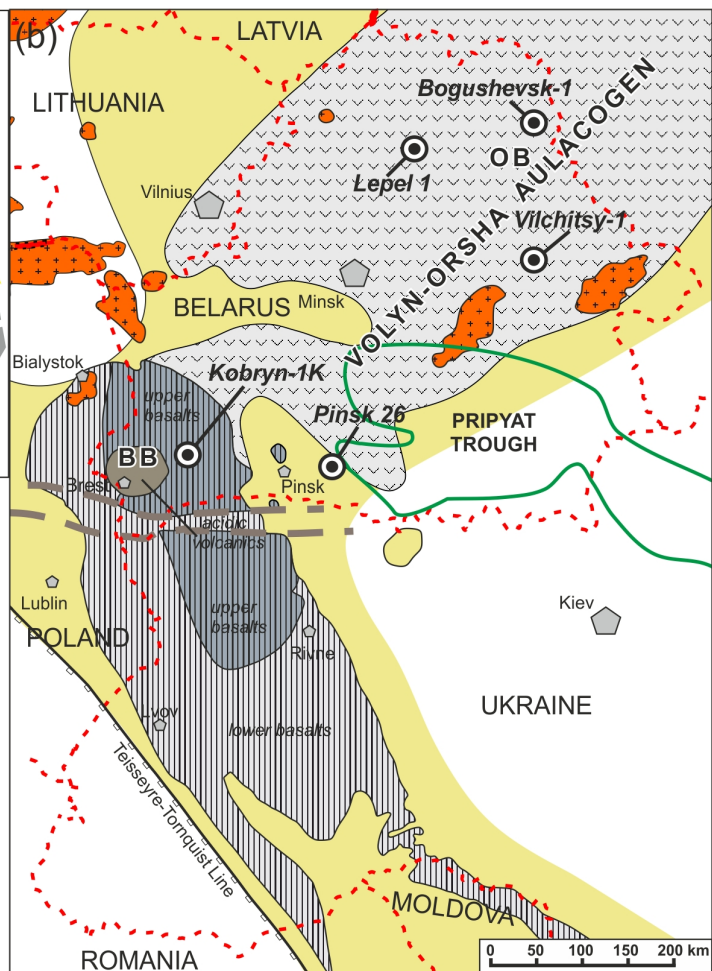 (b)
LATVIA
LITHUANIA
Bogushevsk-1
OB
Lepel 1
Vilnius
Vilchitsy-1
VOLYN-ORSHA AULACOGEN
BELARUS
Minsk
Bialystok
Kobryn-1K
upper
basalts
Pinsk 26
PRIPYAT
TROUGH
BB
Brest
Pinsk
acidic
volcanics
Lublin
upper
basalts
Kiev
POLAND
Rivne
UKRAINE
Lvov
lower basalts
Teisseyre-Tornquist Line
MOLDOVA
ROMANIA
0 50 100 150 200 km